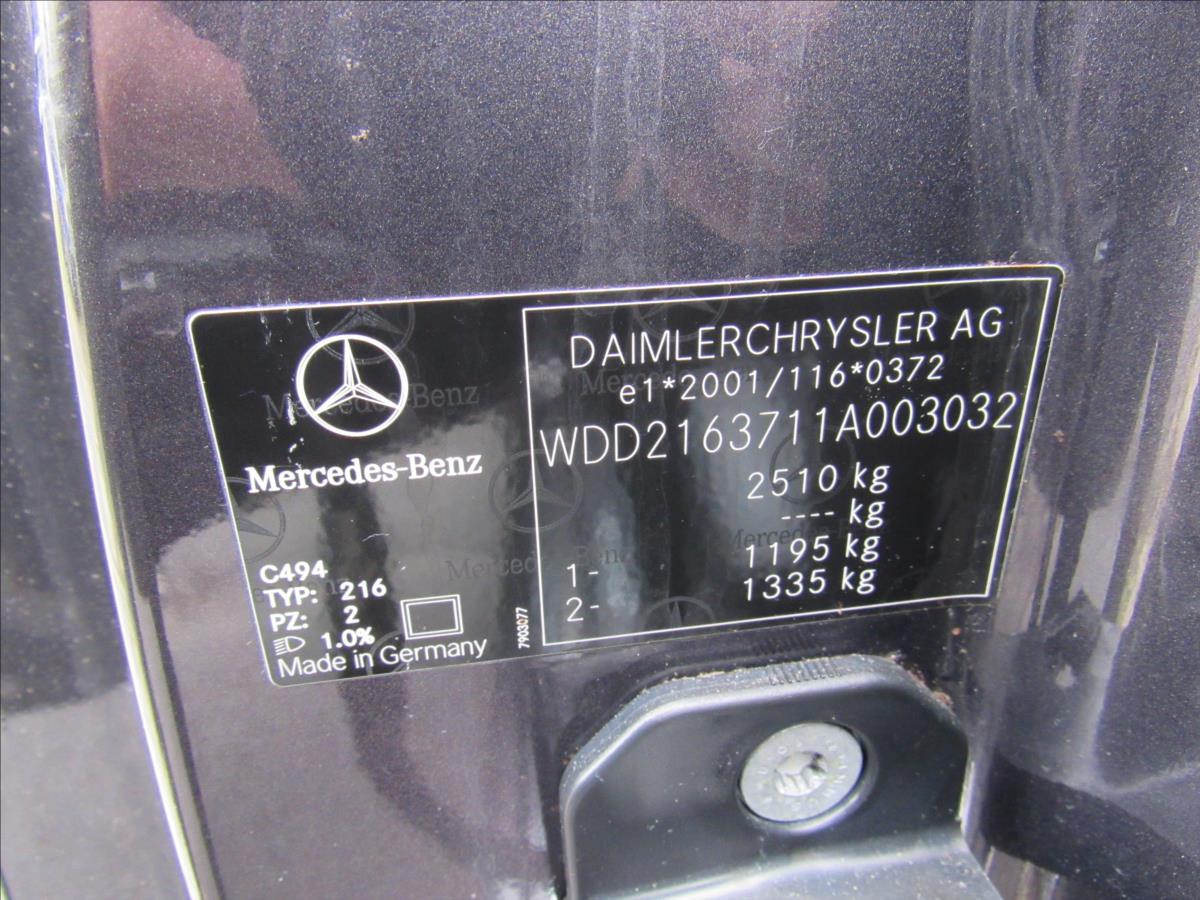 Mercedes-Benz
C494
TYP: 216
PZ: 2
1.0%
Made in Germany
7903077
DAIMLERCHRYSLER AG
e1*2001/116*0372
WDD2163711A003032
2510 kg
---- kg
1- 1195 kg
2- 1335 kg